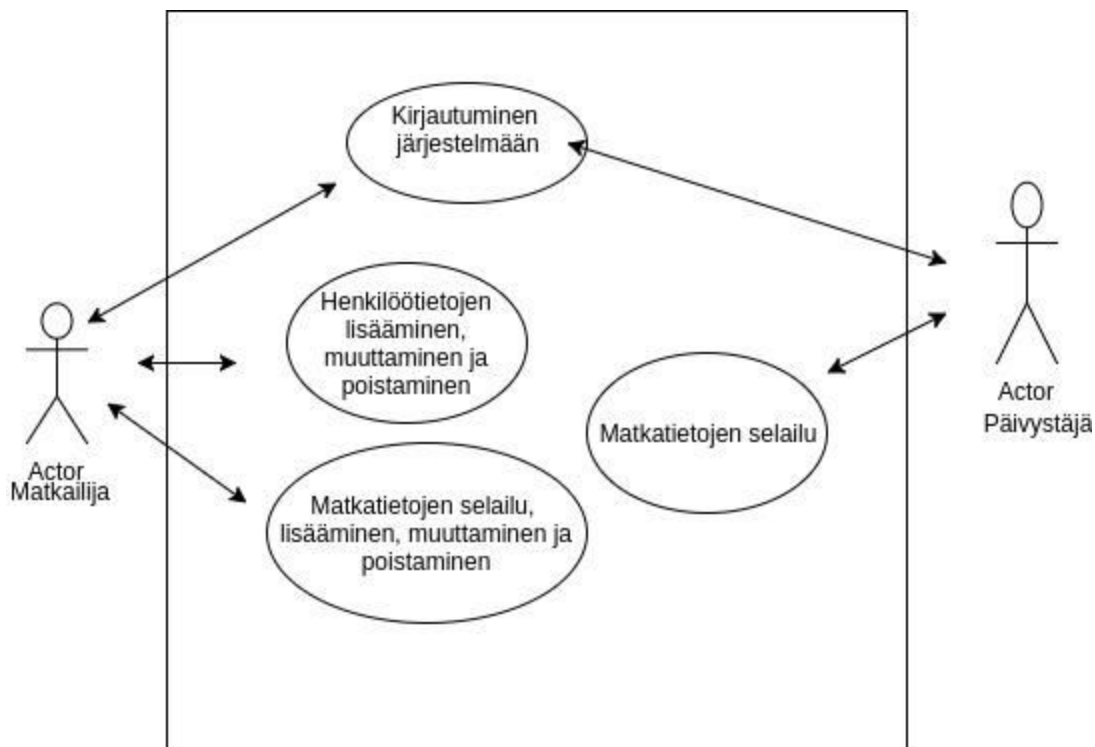 Kirjautuminen
järjestelmään
Henkilöötietojen
lisääminen,
muuttaminen ja
poistaminen
Matkatietojen selailu
Matkatietojen selailu,
lisääminen, muuttaminen ja
poistaminen
Actor
Matkailija
Actor
Päivystäjä